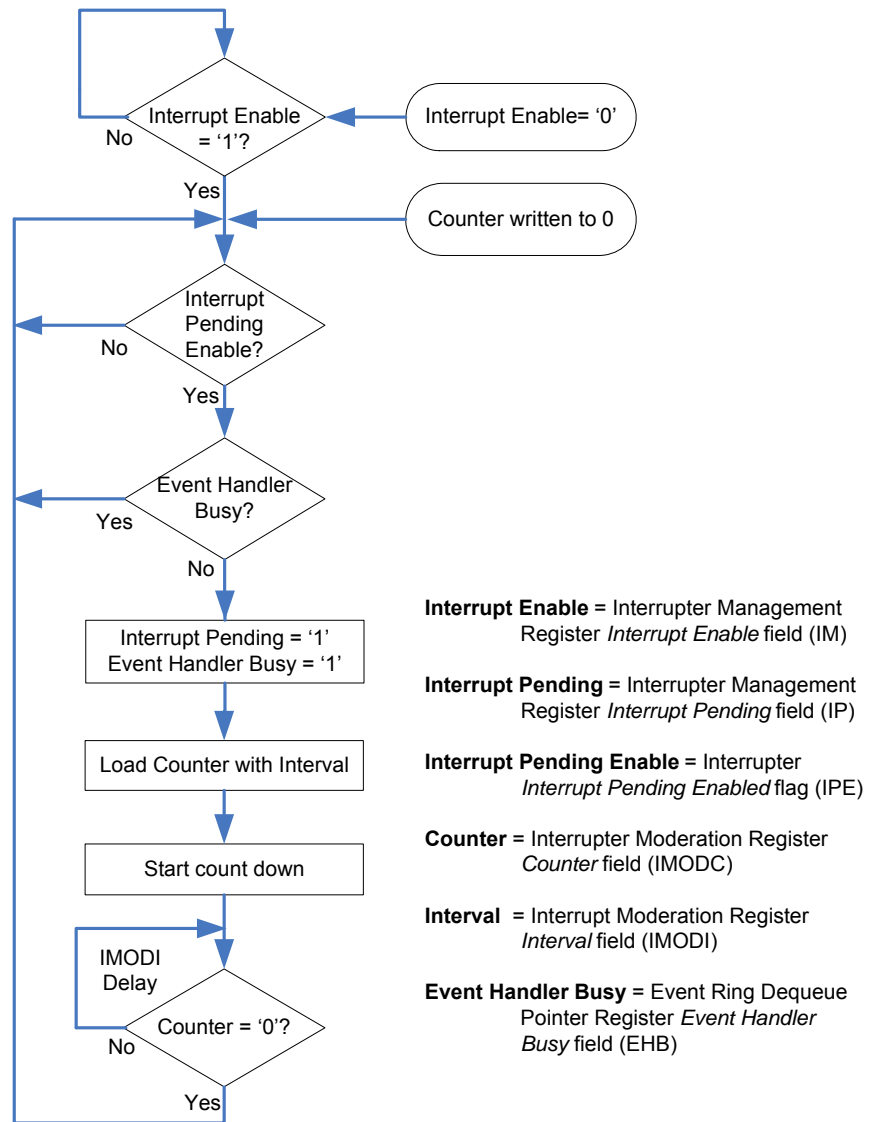 Interrupt Enable
= ‘1’?
No
Yes
Interrupt Enable= ‘0’
Counter written to 0
Interrupt
Pending
Enable?
No
Yes
Event Handler
Busy?
Yes
No
Interrupt Pending = ‘1’
Event Handler Busy = ‘1’
Load Counter with Interval
Start count down
IMODI
Delay
Counter = ‘0’?
No
Yes
Interrupt Enable = Interrupter Management
Register Interrupt Enable field (IM)
Interrupt Pending = Interrupter Management
Register Interrupt Pending field (IP)
Interrupt Pending Enable = Interrupter
Interrupt Pending Enabled flag (IPE)
Counter = Interrupter Moderation Register
Counter field (IMODC)
Interval = Interrupt Moderation Register
Interval field (IMODI)
Event Handler Busy = Event Ring Dequeue
Pointer Register Event Handler
Busy field (EHB)